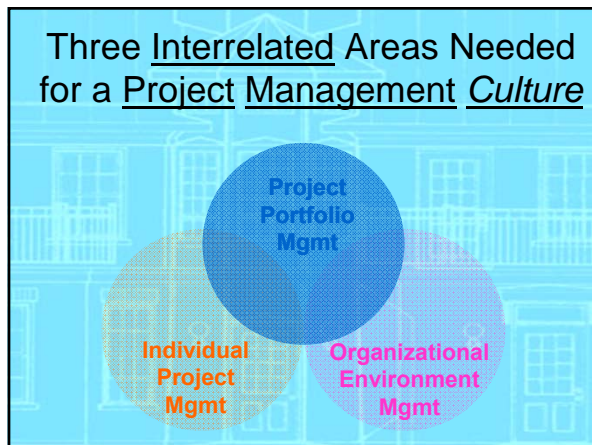 Three Interrelated Areas Needed
for a Project Management Culture
Project
Portfolio
Mgmt
Individual
Project
Mgmt
Organizational
Environment
Mgmt